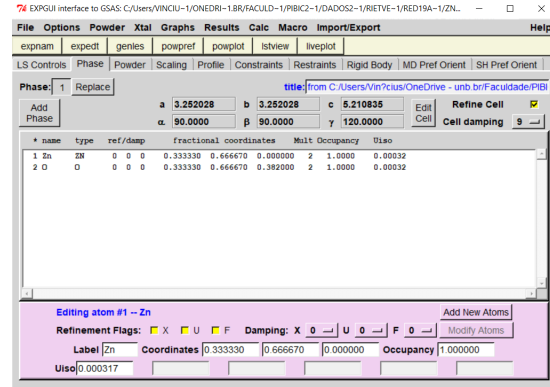 EXPGUI interface to GSAS: C:/Users/VINCIU~1/ONEDRI~1.BR/FACULD~1/PIBIC2~1/DADOS2~1/RIETVE~1/RED19A~1/ZN...
File Options Powder Xtal Graphs Results Calc Macro Import/Export Help
expnam expedt genles powpref powplot lstview liveplot
LS Controls Phase Powder Scaling Profile Constraints Restraints Rigid Body MD Pref Orient SH Pref Orient
Phase: 1 Replace title: from C:/Users/Vin?cius/OneDrive - unb.br/Faculdade/PIBI
Add Phase a 3.252028 b 3.252028 c 5.210835 Edit Cell Refine Cell
α 90.0000 β 90.0000 γ 120.0000 Cell damping 9
* name type ref/damp fractional coordinates Mult Occupancy Uiso
1 Zn ZN 0 0 0 0.333330 0.666670 0.000000 2 1.0000 0.00032
2 O O 0 0 0 0.333330 0.666670 0.382000 2 1.0000 0.00032
Editing atom #1 -- Zn Add New Atoms
Refinement Flags: X U F Damping: X 0 U 0 F 0 Modify Atoms
Label Zn Coordinates 0.333330 0.666670 0.000000 Occupancy 1.000000
Uiso 0.000317